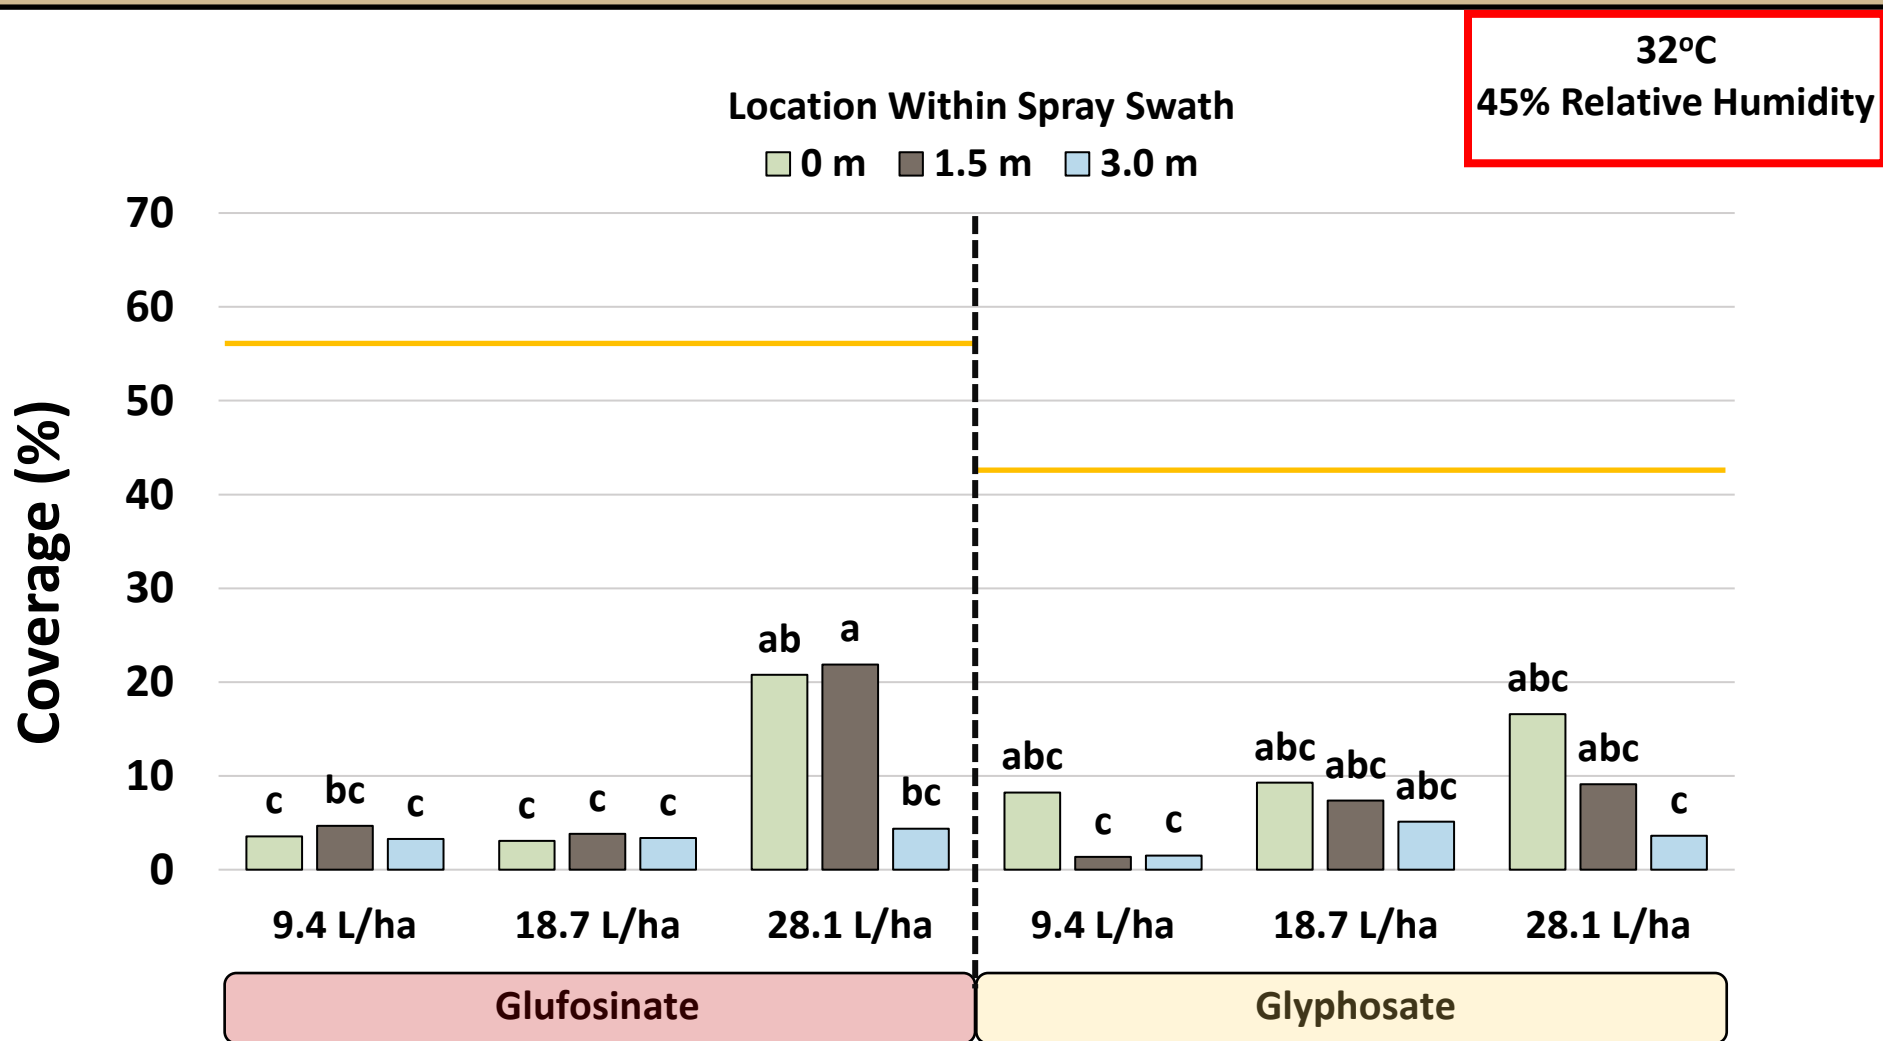 32ºC
45% Relative Humidity
Location Within Spray Swath
0 m 1.5 m 3.0 m
Coverage (%)
70
60
50
40
30
20
10
0
c bc c c c c ab a bc abc c c abc abc abc abc abc c
9.4 L/ha 18.7 L/ha 28.1 L/ha 9.4 L/ha 18.7 L/ha 28.1 L/ha
Glufosinate Glyphosate